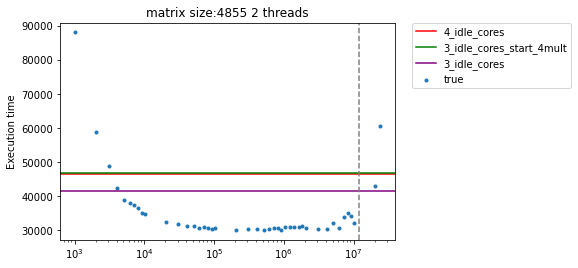 matrix size:4855 2 threads
Execution time
90000
80000
70000
60000
50000
40000
30000
10³
10⁴
10⁵
10⁶
10⁷
4_idle_cores
3_idle_cores_start_4mult
3_idle_cores
true